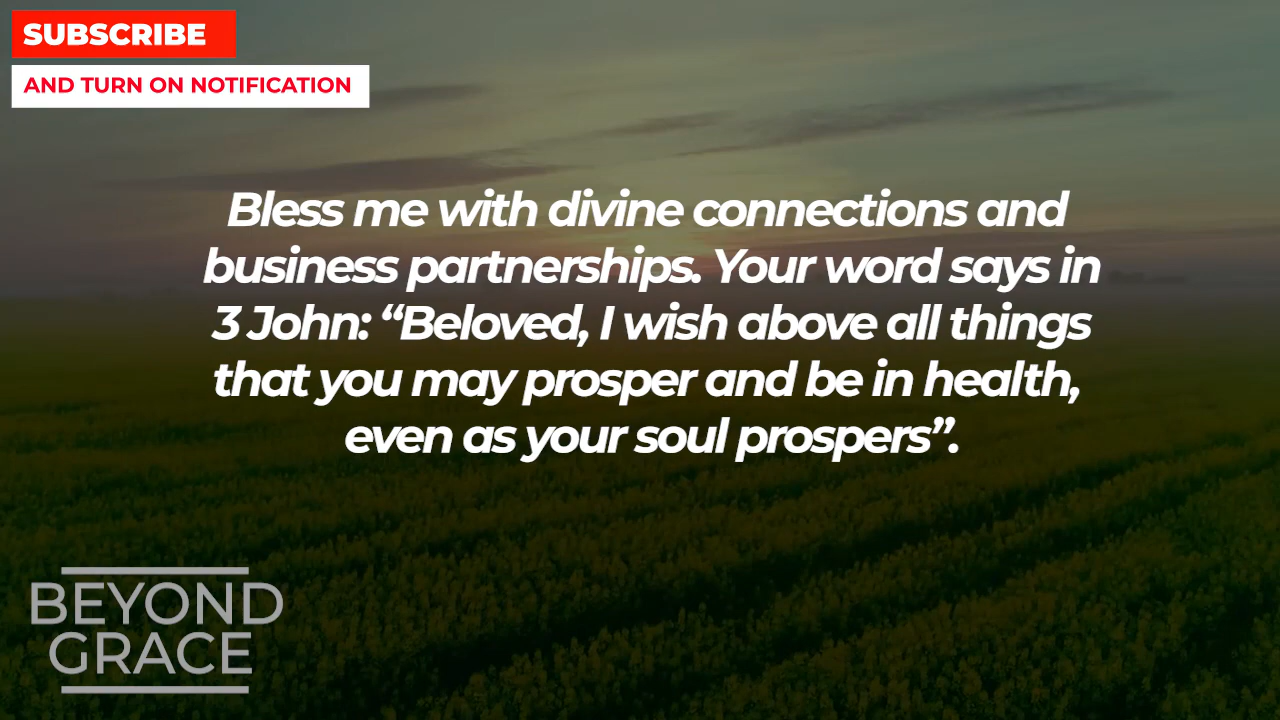 SUBSCRIBE
AND TURN ON NOTIFICATION
Bless me with divine connections and
business partnerships. Your word says in
3 John: “Beloved, I wish above all things
that you may prosper and be in health,
even as your soul prospers”.
BEYOND
GRACE